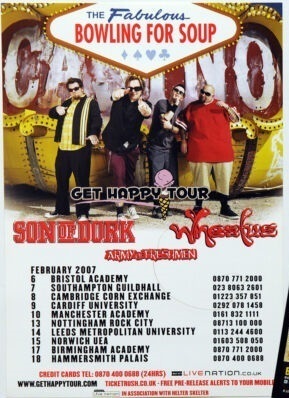 THE Fabulous
BOWLING FOR SOUP
CASINO
GET HAPPY TOUR
SON OF DORK
Wheatus
ARMY OF FRESHMEN
FEBRUARY 2007
6 BRISTOL ACADEMY 0870 771 2000
7 SOUTHAMPTON GUILDHALL 023 8063 2601
8 CAMBRIDGE CORN EXCHANGE 01223 357 851
9 CARDIFF UNIVERSITY 0292 078 1458
10 MANCHESTER ACADEMY 0161 832 1111
13 NOTTINGHAM ROCK CITY 08713 100 000
14 LEEDS METROPOLITAN UNIVERSITY 0113 244 4600
15 NORWICH UEA 01603 508 050
17 BIRMINGHAM ACADEMY 0870 771 2000
18 HAMMERSMITH PALAIS 0870 400 0688
CREDIT CARDS TEL: 0870 400 0688 (24HRS) LIVENATION.CO.UK
WWW.GETHAPPYTOUR.COM TICKETRUSH.CO.UK - FREE PRE-RELEASE ALERTS TO YOUR MOBILE
IN ASSOCIATION WITH HELTER SKELTER